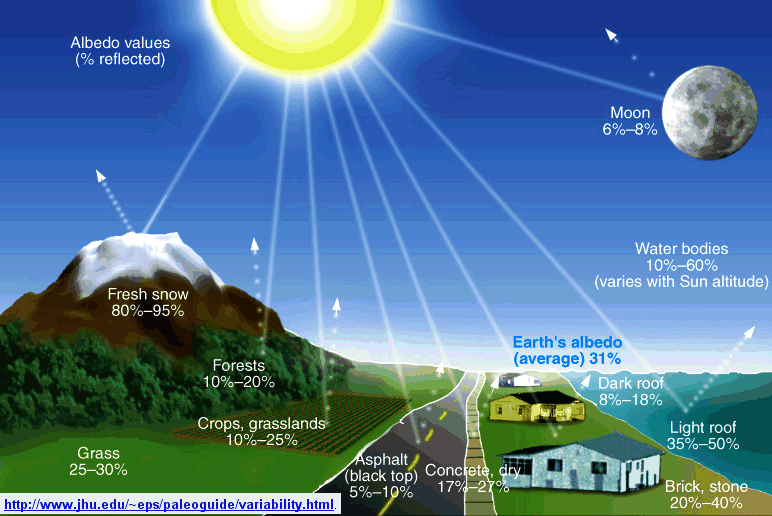 Albedo values
(% reflected)
Moon
6%–8%
Water bodies
10%–60%
(varies with Sun altitude)
Fresh snow
80%–95%
Earth's albedo
(average) 31%
Forests
10%–20%
Dark roof
8%–18%
Crops, grasslands
10%–25%
Light roof
35%–50%
Grass
25–30%
Asphalt
(black top)
5%–10%
Concrete, dry
17%–27%
Brick, stone
20%–40%
http://www.jhu.edu/~eps/paleoguide/variability.html.